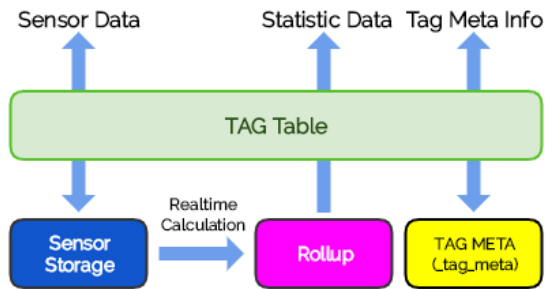 Sensor Data
Statistic Data
Tag Meta Info
TAG Table
Realtime
Calculation
Sensor
Storage
Rollup
TAG META
(_tag_meta)